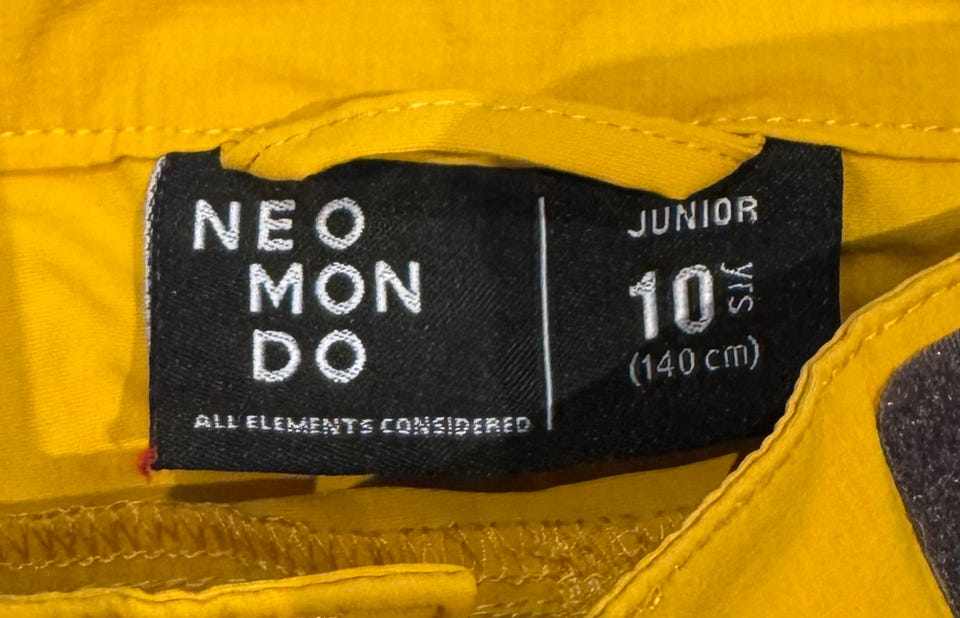 NEO
MON
DO
ALL ELEMENTS CONSIDERED
JUNIOR
10 yrs
(140 cm)